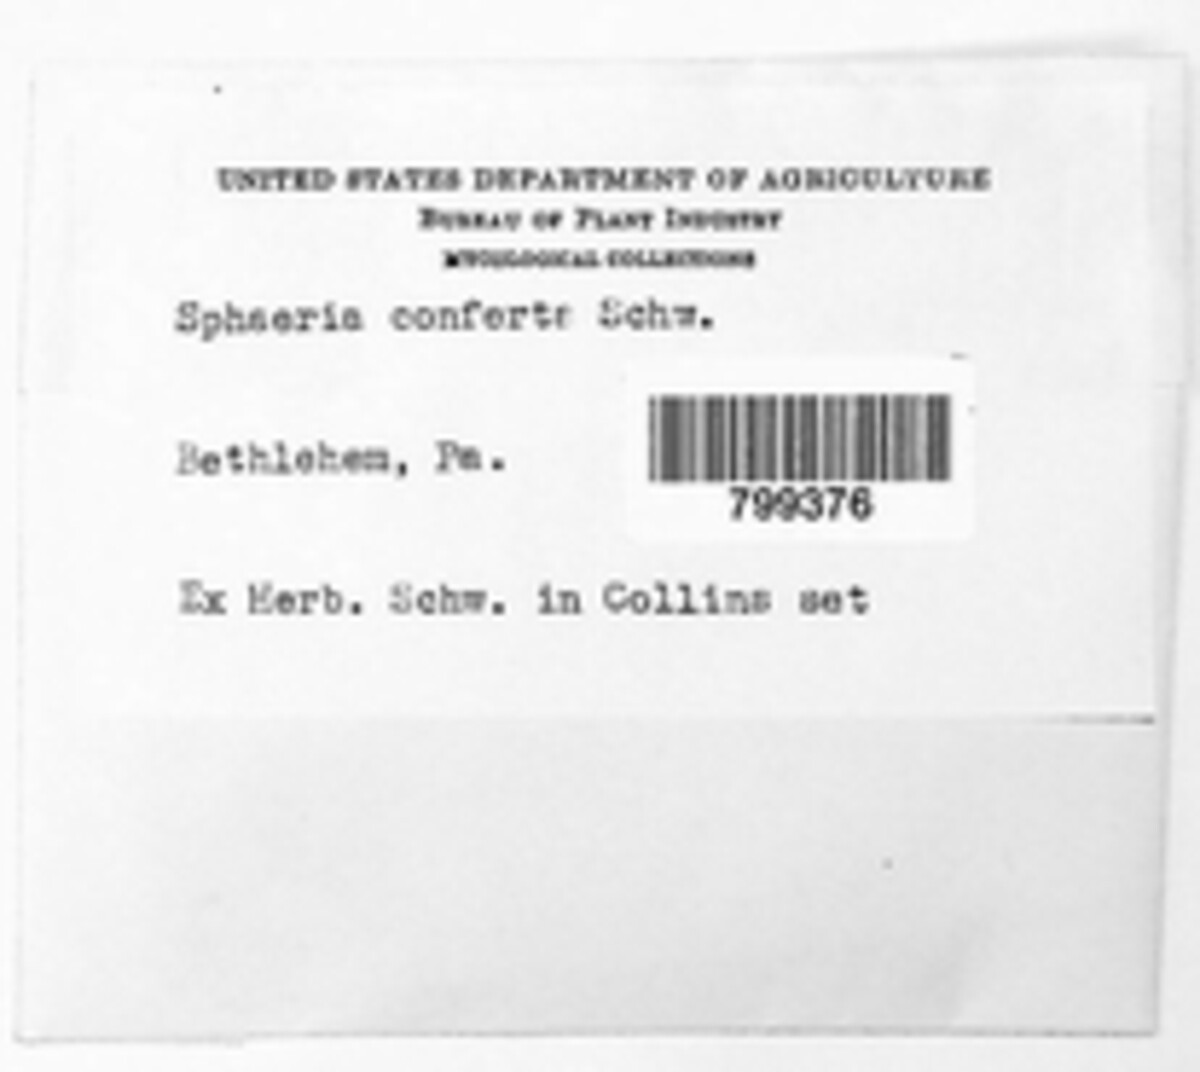 UNITED STATES DEPARTMENT OF AGRICULTURE
BUREAU OF PLANT INDUSTRY
MYCOLOGICAL COLLECTIONS
Sphaeria conferta Schw.
Bethlehem, Pa.
799376
Ex Herb. Schw. in Collins set